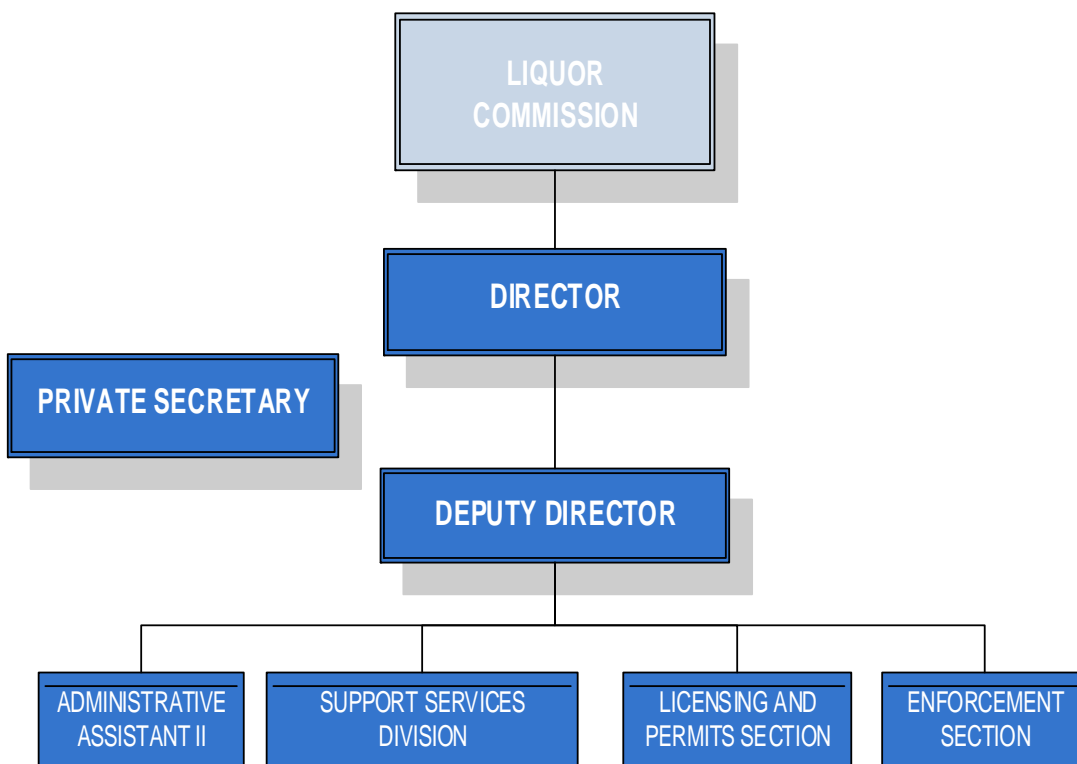 LIQUOR
COMMISSION
DIRECTOR
PRIVATE SECRETARY
DEPUTY DIRECTOR
ADMINISTRATIVE
ASSISTANT II
SUPPORT SERVICES
DIVISION
LICENSING AND
PERMITS SECTION
ENFORCEMENT
SECTION